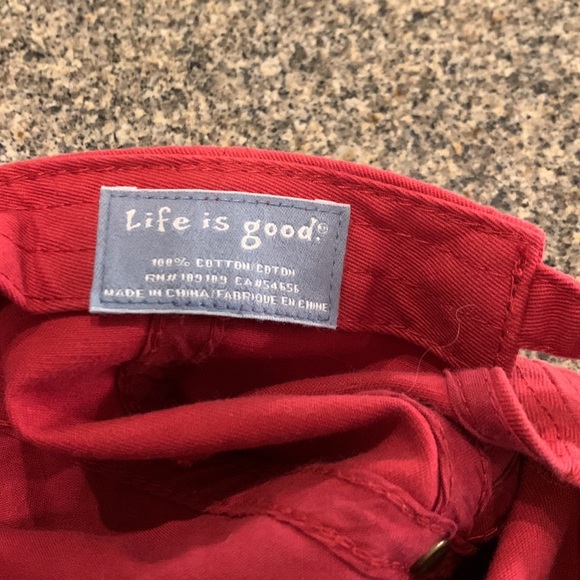 Life is good.®
100% COTTON/COTON
RN# 109109 CA#54656
MADE IN CHINA/FABRIQUE EN CHINE